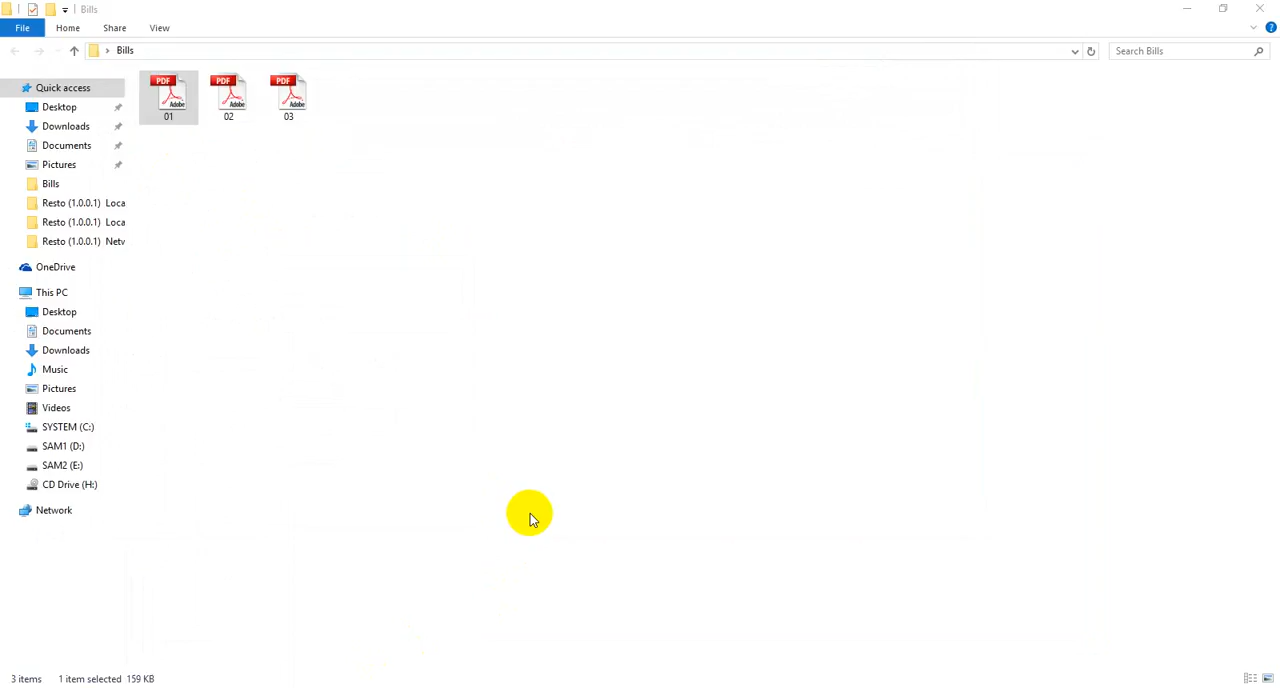 Bills
File Home Share View
Bills
Search Bills
Quick access
Desktop
Downloads
Documents
Pictures
Bills
Resto (1.0.0.1) Loca
Resto (1.0.0.1) Loca
Resto (1.0.0.1) Netw
OneDrive
This PC
Desktop
Documents
Downloads
Music
Pictures
Videos
SYSTEM (C:)
SAM1 (D:)
SAM2 (E:)
CD Drive (H:)
Network
PDF PDF PDF
Adobe Adobe Adobe
01 02 03
3 items 1 item selected 159 KB